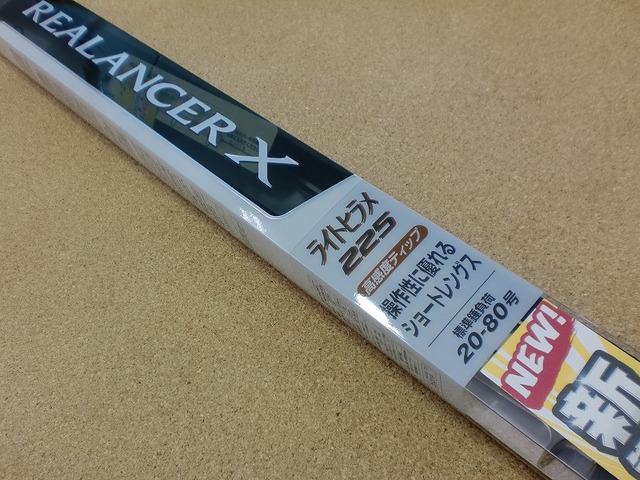 REALANCER X
ライトヒラメ
225
高感度ティップ
操作性に優れる
ショートレングス
標準錘負荷
20-80号
NEW!
新